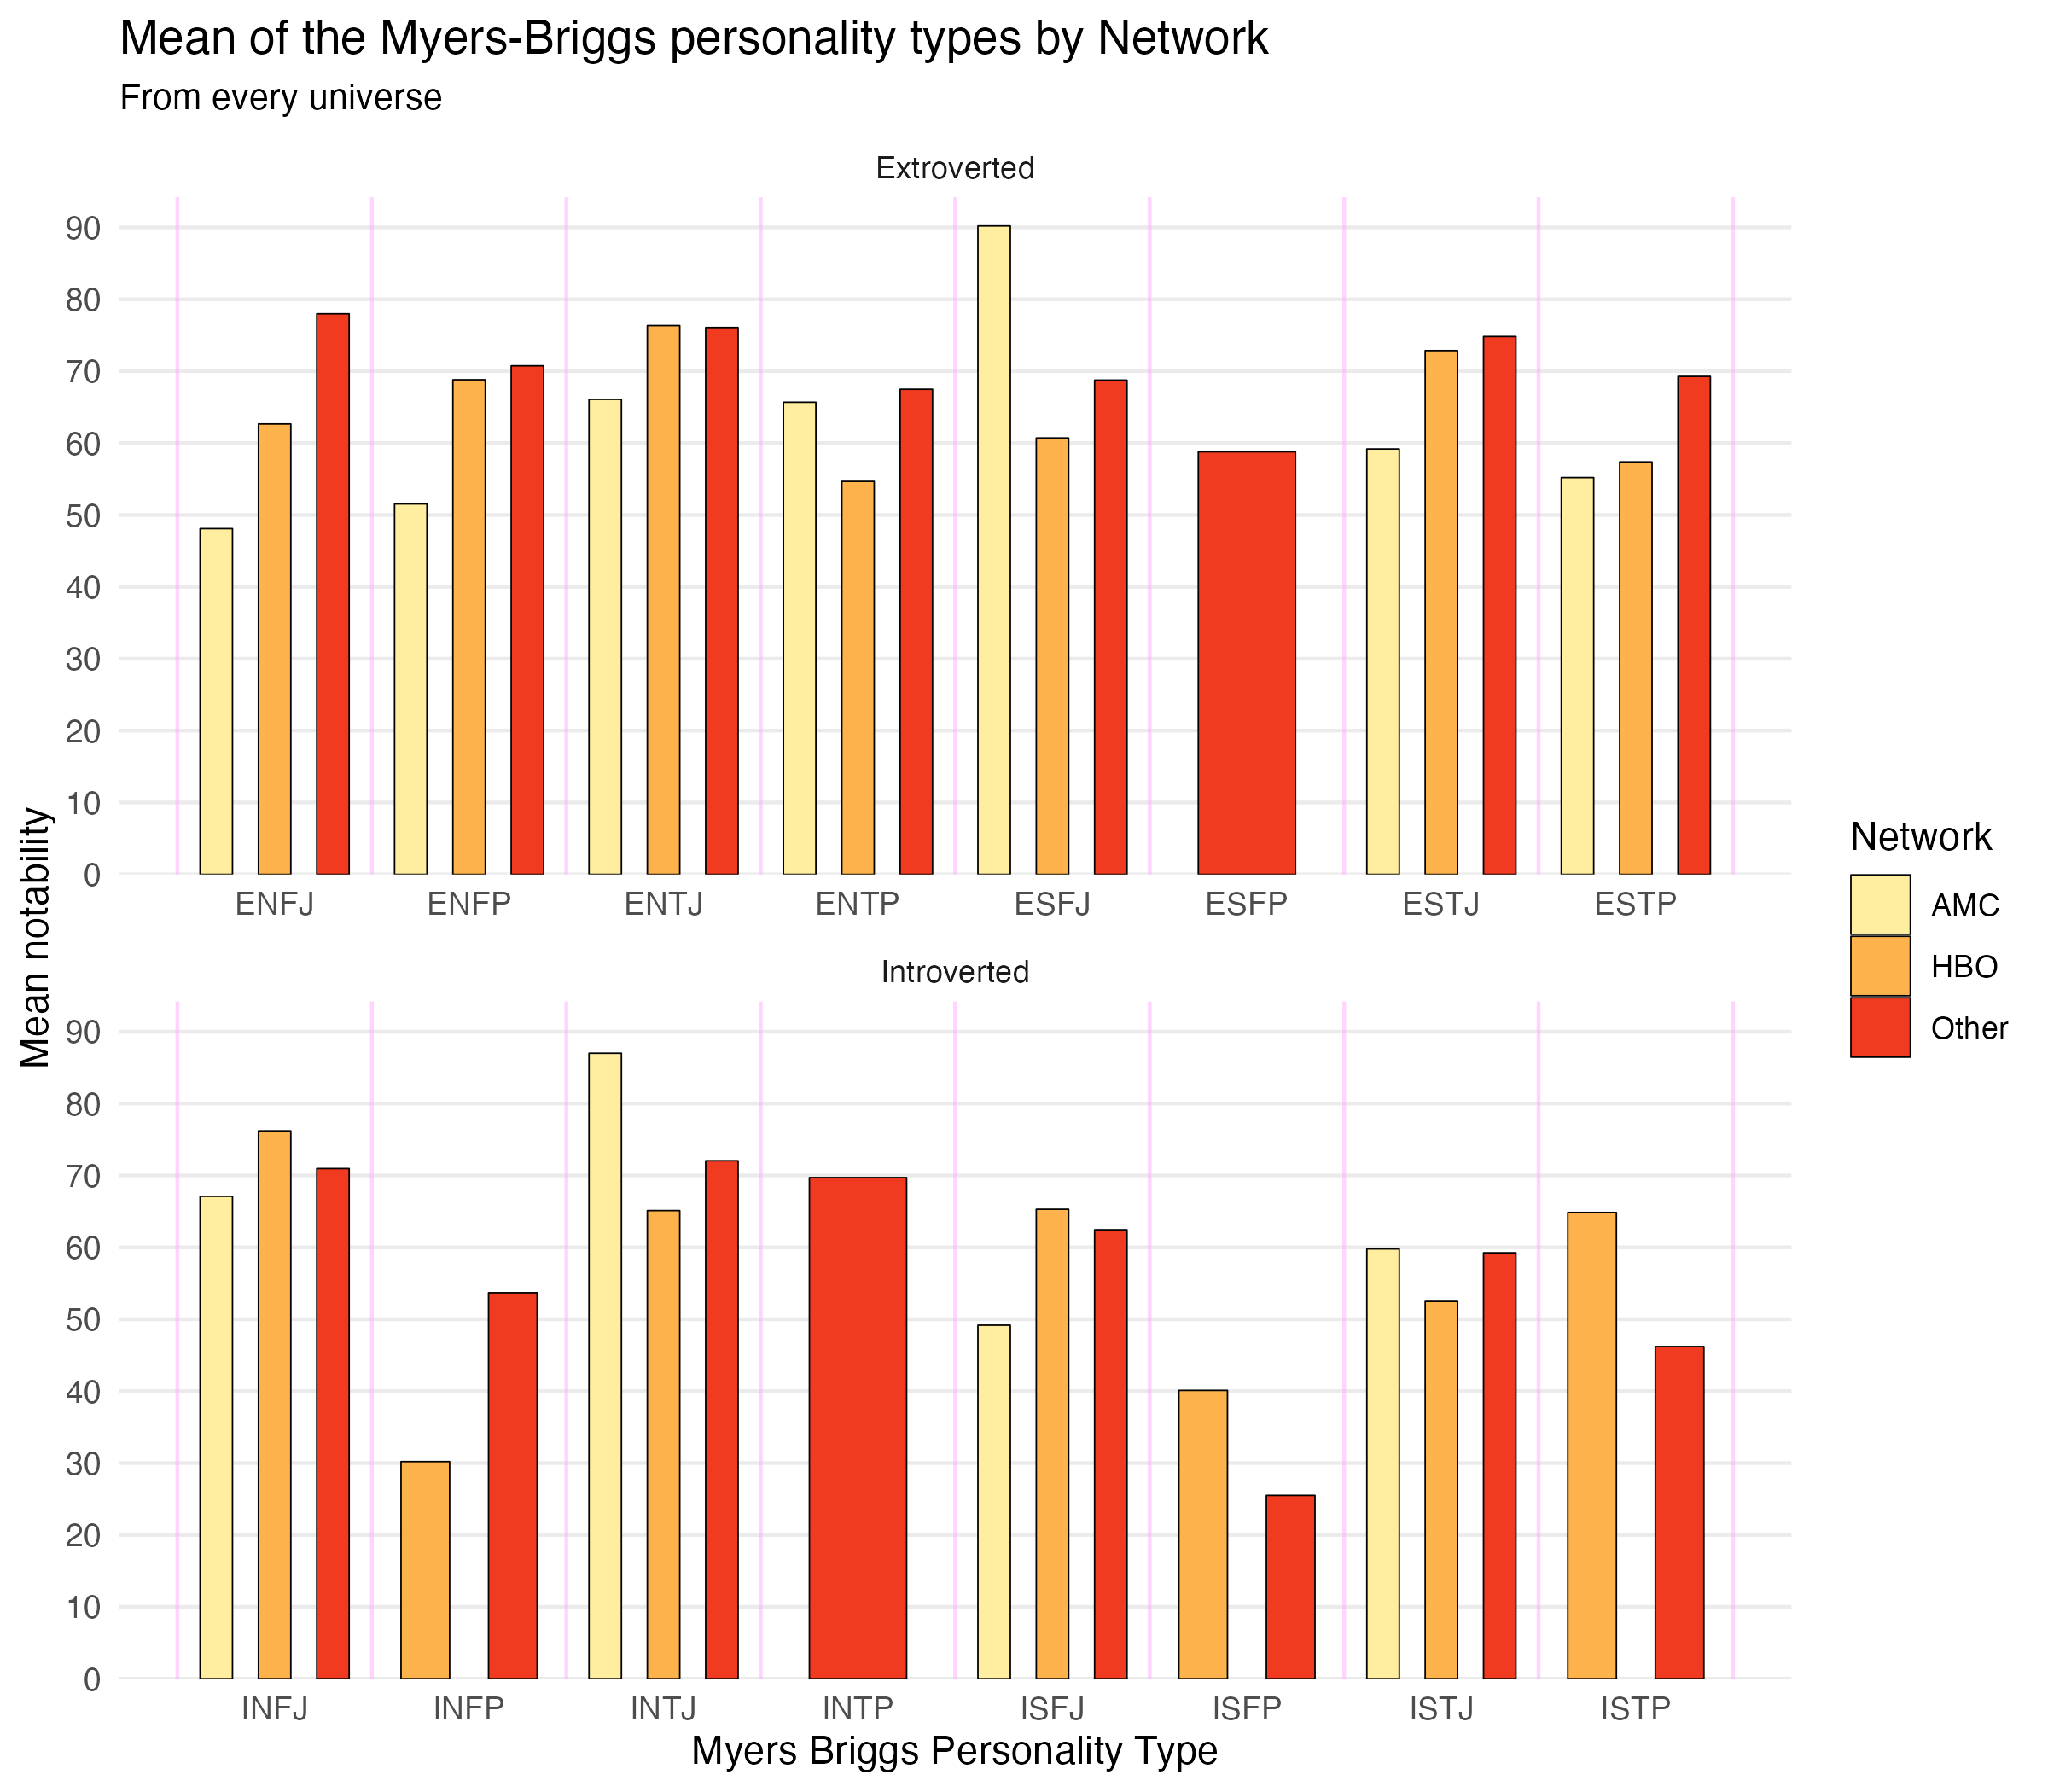 Mean of the Myers-Briggs personality types by Network
From every universe
Extroverted
90
80
70
60
50
40
30
20
10
0
ENFJ ENFP ENTJ ENTP ESFJ ESFP ESTJ ESTP
Mean notability
Introverted
90
80
70
60
50
40
30
20
10
0
INFJ INFP INTJ INTP ISFJ ISFP ISTJ ISTP
Myers Briggs Personality Type
Network
AMC
HBO
Other